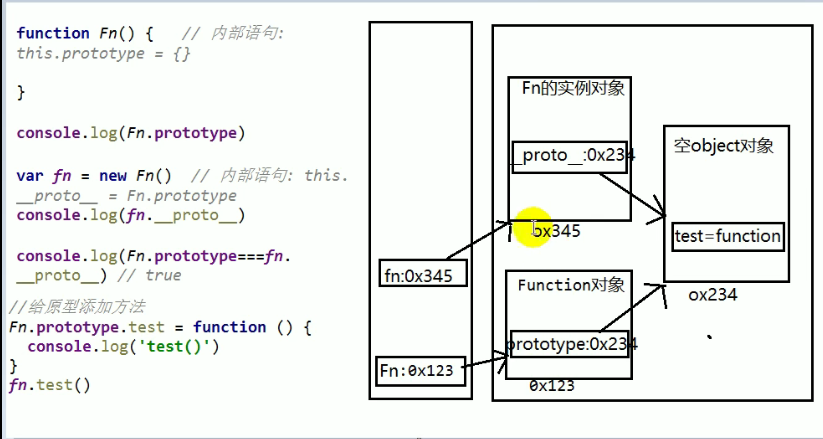 function Fn() {   // 内部语句:
this.prototype = {}
}
console.log(Fn.prototype)
var fn = new Fn()  // 内部语句: this.
__proto__ = Fn.prototype
console.log(fn.__proto__)
console.log(Fn.prototype===fn.
__proto__) // true
//给原型添加方法
Fn.prototype.test = function () {
  console.log('test()')
}
fn.test()
fn:0x345
Fn:0x123
Fn的实例对象
__proto__:0x234
ox345
Function对象
prototype:0x234
0x123
空object对象
test=function
ox234